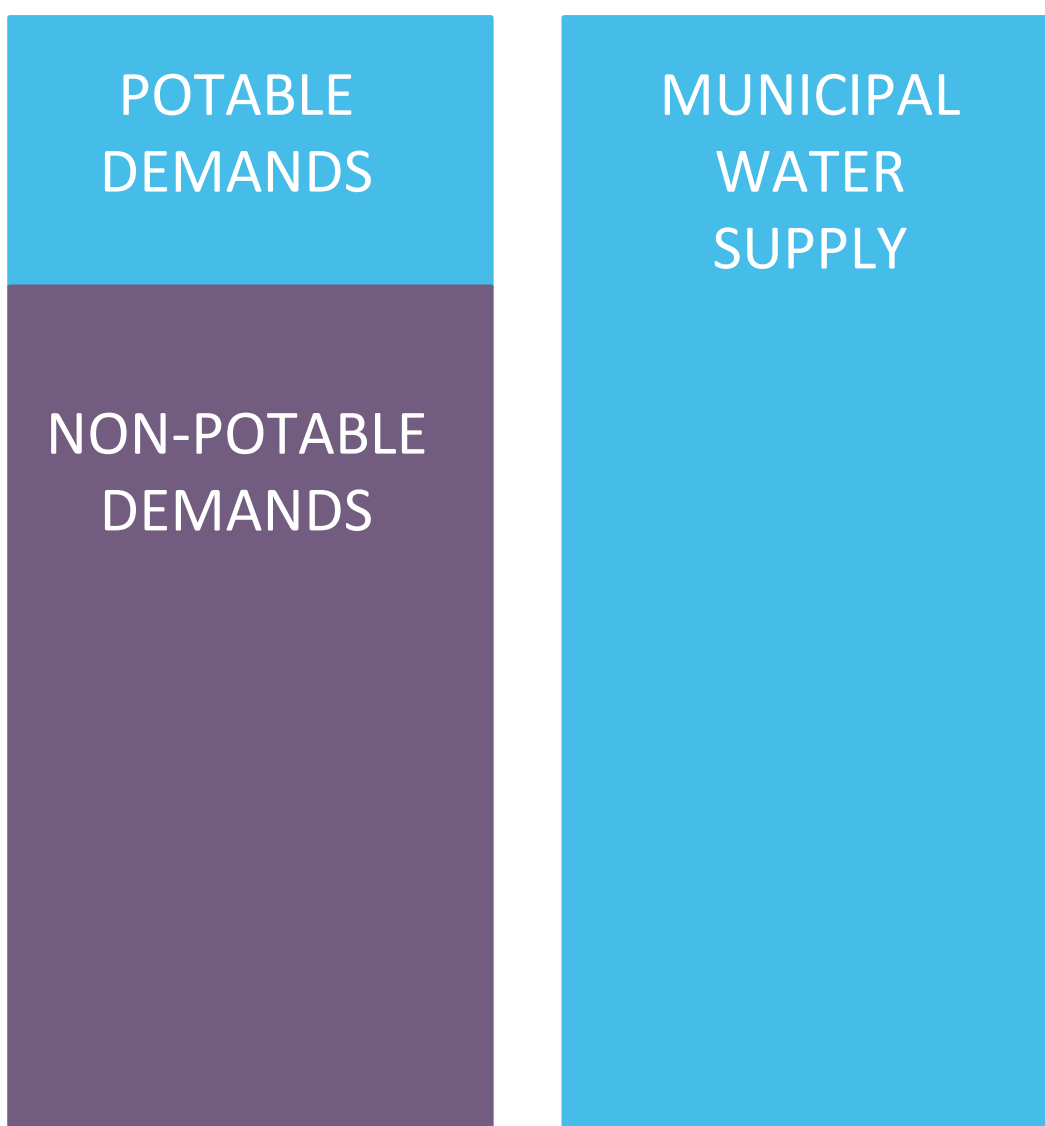 POTABLE
DEMANDS
NON-POTABLE
DEMANDS
MUNICIPAL
WATER
SUPPLY